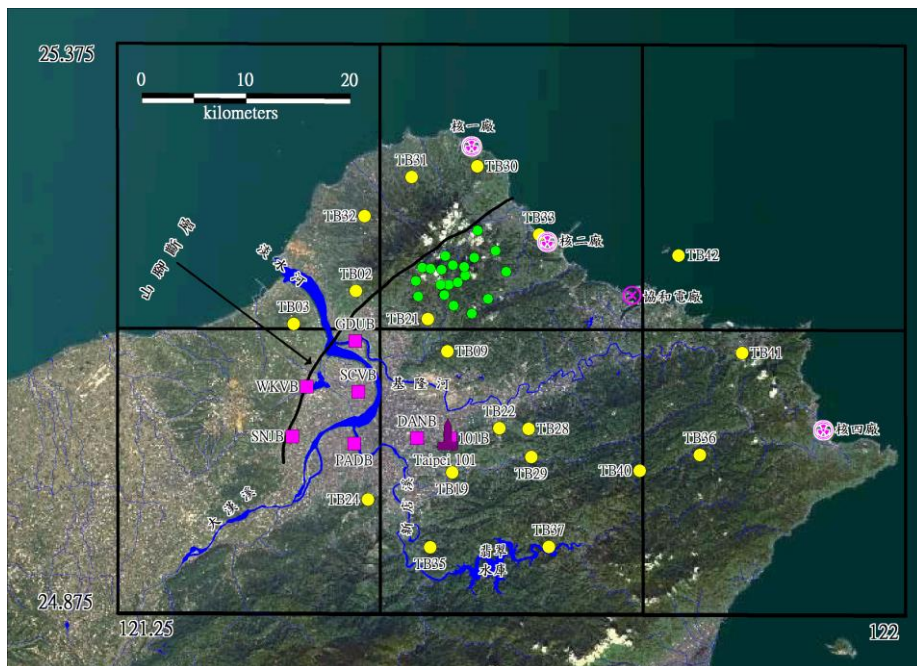 25.375
0 10 20
kilometers
核一廠
TB31
TB30
TB32
TB33
核二廠
山腳斷層
淡水河
TB42
TB02
協和電廠
TB03
TB21
GDUB
TB09
TB41
WKVB
SCVB
基隆河
SNJB
DANB
TB22
TB28
核四廠
101B
PADB
Taipei 101
TB36
TB29
TB40
TB19
大漢溪
TB24
新店溪
TB35
翡翠
水庫
TB37
24.875
121.25
122